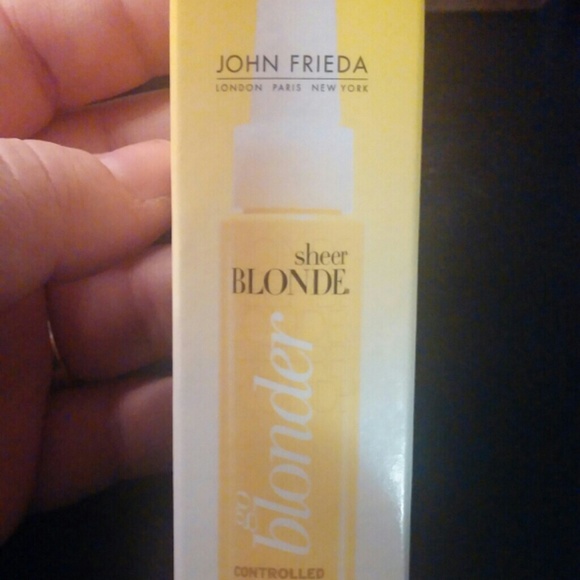 JOHN FRIEDA
LONDON PARIS NEW YORK
sheer
BLONDE
go
blonder
CONTROLLED